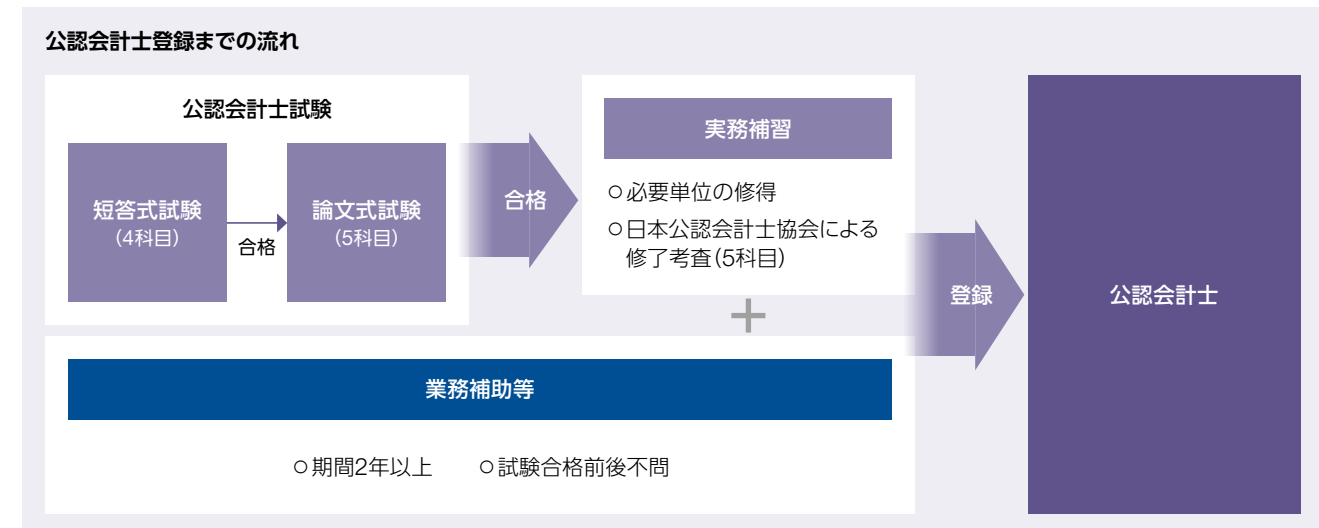 公認会計士登録までの流れ
公認会計士試験
短答式試験
(4科目)
合格
論文式試験
(5科目)
合格
実務補習
○必要単位の修得
○日本公認会計士協会による
修了考査(5科目)
+
業務補助等
○期間2年以上 ○試験合格前後不問
登録
公認会計士